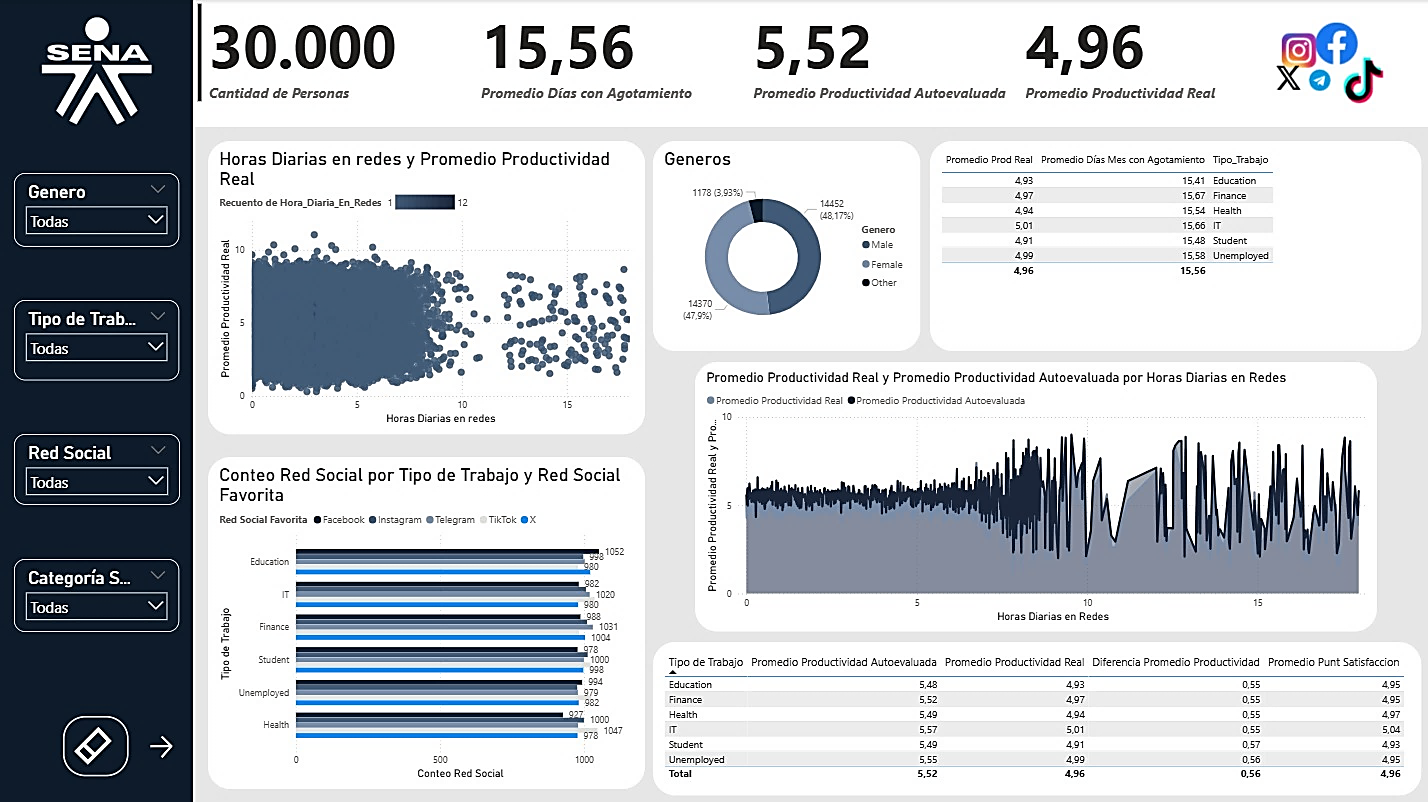 SENA
30.000
Cantidad de Personas
15,56
Promedio Días con Agotamiento
5,52
Promedio Productividad Autoevaluada
4,96
Promedio Productividad Real
Genero
Todas
Tipo de Trab...
Todas
Red Social
Todas
Categoría S...
Todas
Horas Diarias en redes y Promedio Productividad
Real
Recuento de Hora_Diaria_En_Redes 1 12
Promedio Productividad Real
10
5
0
0 5 10 15
Horas Diarias en redes
Generos
1178 (3,93%)
14452
(48,17%)
14370
(47,9%)
Genero
Male
Female
Other
Promedio Prod Real Promedio Días Mes con Agotamiento Tipo_Trabajo
4,93 15,41 Education
4,97 15,67 Finance
4,94 15,54 Health
5,01 15,66 IT
4,91 15,48 Student
4,99 15,58 Unemployed
4,96 15,56
Promedio Productividad Real y Promedio Productividad Autoevaluada por Horas Diarias en Redes
Promedio Productividad Real Promedio Productividad Autoevaluada
Promedio Productividad Real y Pro...
10
5
0
0 5 10 15
Horas Diarias en Redes
Conteo Red Social por Tipo de Trabajo y Red Social
Favorita
Red Social Favorita Facebook Instagram Telegram TikTok X
Tipo de Trabajo
Education 1052 998 980
IT 982 1020 980
Finance 988 1031 1004
Student 978 1000 998
Unemployed 994 979 982
Health 927 1000 1047 978
0 500 1000
Conteo Red Social
Tipo de Trabajo Promedio Productividad Autoevaluada Promedio Productividad Real Diferencia Promedio Productividad Promedio Punt Satisfaccion
Education 5,48 4,93 0,55 4,95
Finance 5,52 4,97 0,55 4,95
Health 5,49 4,94 0,55 4,97
IT 5,57 5,01 0,55 5,04
Student 5,49 4,91 0,57 4,93
Unemployed 5,55 4,99 0,56 4,95
Total 5,52 4,96 0,56 4,96